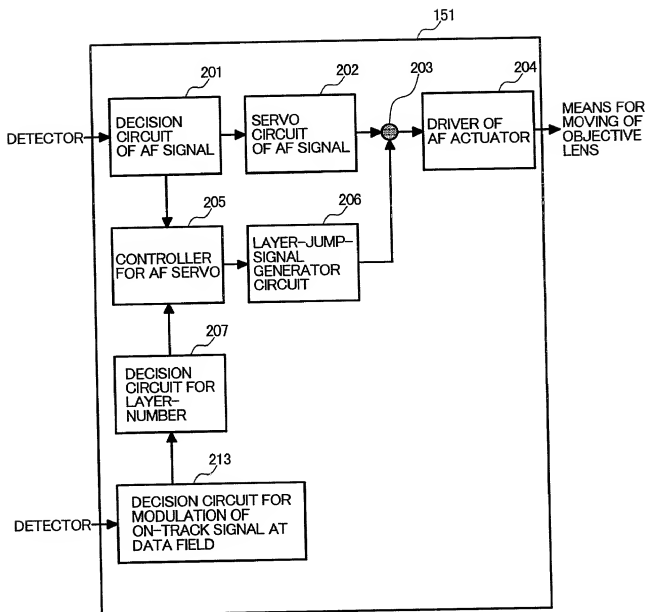 151
201
202
203
204
DETECTOR
DECISION
CIRCUIT
OF AF SIGNAL
SERVO
CIRCUIT
OF AF SIGNAL
DRIVER OF
AF ACTUATOR
MEANS FOR
MOVING OF
OBJECTIVE
LENS
205
206
CONTROLLER
FOR AF SERVO
LAYER-JUMP-
SIGNAL
GENERATOR
CIRCUIT
207
DECISION
CIRCUIT FOR
LAYER-
NUMBER
213
DETECTOR
DECISION CIRCUIT FOR
MODULATION OF
ON-TRACK SIGNAL AT
DATA FIELD